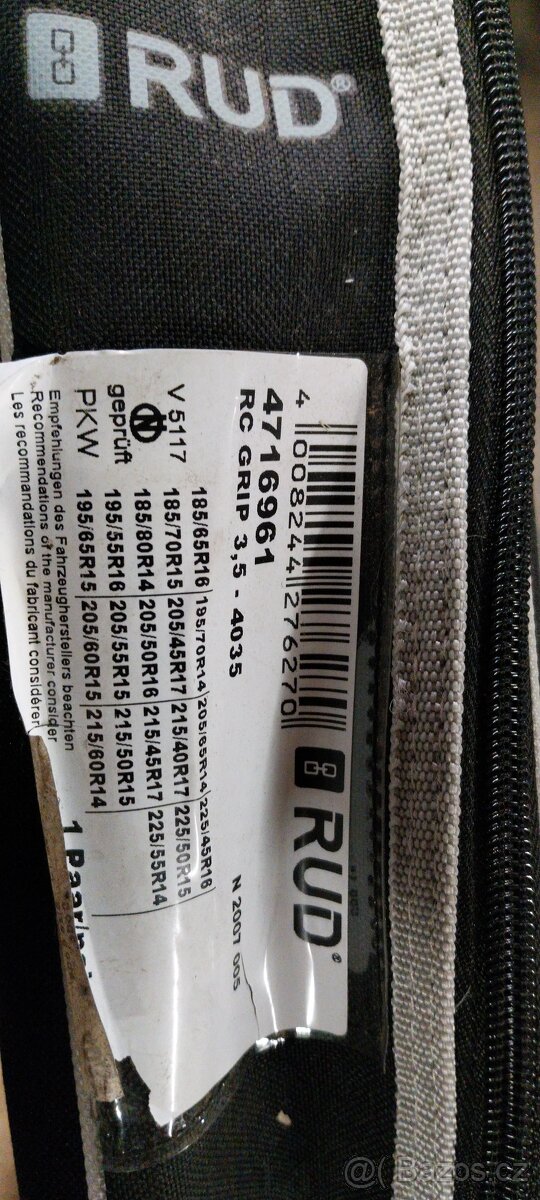 RUD®
4 008244 276270
RUD®
4716961
RC GRIP 3,5 - 4035
N 2007 005
V 5117
geprüft
PKW
185/65R16 195/70R14 205/65R14 225/45R16
185/70R15 205/45R17 215/40R17 225/50R15
185/80R14 205/50R16 215/45R17 225/55R14
195/55R16 205/55R15 215/50R15
195/65R15 205/60R15 215/60R14
Empfehlungen des Fahrzeugherstellers beachten
Recommendations of the manufacturer consider
Les recommandations du fabricant considérer
1 Paar/
Bazos.cz